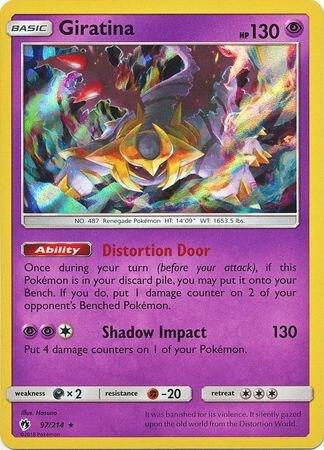 BASIC Giratina HP 130
NO. 487 Renegade Pokémon HT: 14'09" WT: 1653.5 lbs.
Ability Distortion Door
Once during your turn (before your attack), if this
Pokémon is in your discard pile, you may put it onto your
Bench. If you do, put 1 damage counter on 2 of your
opponent's Benched Pokémon.
Shadow Impact 130
Put 4 damage counters on 1 of your Pokémon.
weakness ×2 resistance -20 retreat
Illus. Hasuno
97/214 ★
©2018 Pokémon
It was banished for its violence. It silently gazed
upon the old world from the Distortion World.